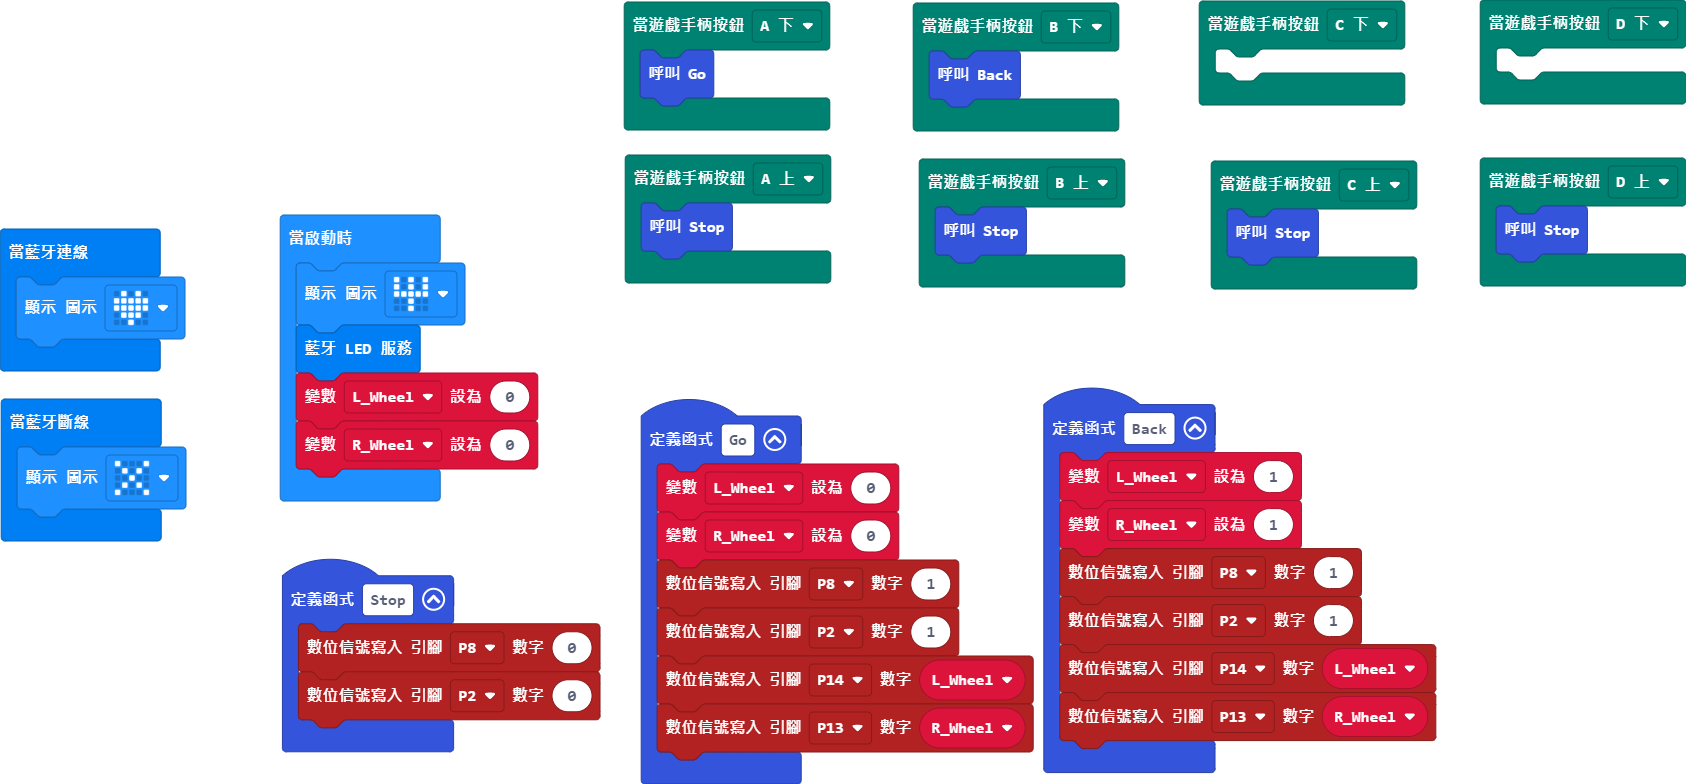 當遊戲手柄按鈕 A 下
呼叫 Go
當遊戲手柄按鈕 B 下
呼叫 Back
當遊戲手柄按鈕 C 下
當遊戲手柄按鈕 D 下
當遊戲手柄按鈕 A 上
呼叫 Stop
當遊戲手柄按鈕 B 上
呼叫 Stop
當遊戲手柄按鈕 C 上
呼叫 Stop
當遊戲手柄按鈕 D 上
呼叫 Stop
當藍牙連線
顯示 圖示
當藍牙斷線
顯示 圖示
當啟動時
顯示 圖示
藍牙 LED 服務
變數 L_Wheel 設為 0
變數 R_Wheel 設為 0
定義函式 Stop
數位信號寫入 引腳 P8 數字 0
數位信號寫入 引腳 P2 數字 0
定義函式 Go
變數 L_Wheel 設為 0
變數 R_Wheel 設為 0
數位信號寫入 引腳 P8 數字 1
數位信號寫入 引腳 P2 數字 1
數位信號寫入 引腳 P14 數字 L_Wheel
數位信號寫入 引腳 P13 數字 R_Wheel
定義函式 Back
變數 L_Wheel 設為 1
變數 R_Wheel 設為 1
數位信號寫入 引腳 P8 數字 1
數位信號寫入 引腳 P2 數字 1
數位信號寫入 引腳 P14 數字 L_Wheel
數位信號寫入 引腳 P13 數字 R_Wheel